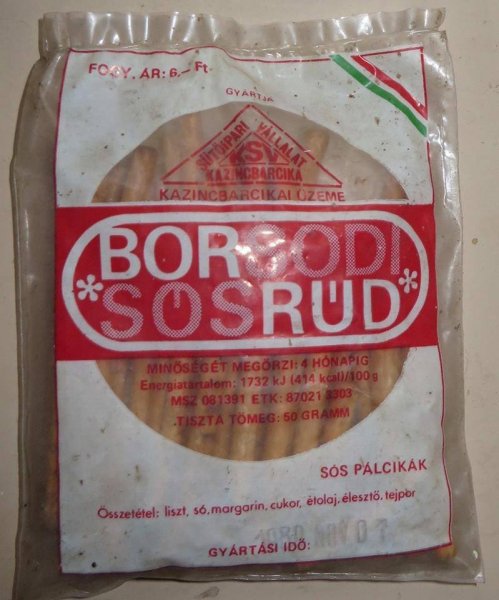 FOGY. ÁR: 6.– Ft
GYÁRTJA
SÜTŐIPARI VÁLLALAT
KSV
KAZINCBARCIKA
KAZINCBARCIKAI ÜZEME
BORSODI
SÓSRÚD
MINŐSÉGÉT MEGŐRZI: 4 HÓNAPIG
Energiatartalom: 1732 kJ (414 kcal)/100 g
MSZ 081391 ETK: 87021 3303
TISZTA TÖMEG: 50 GRAMM
SÓS PÁLCIKÁK
Összetétel: liszt, só, margarin, cukor, étolaj, élesztő, tejpor
GYÁRTÁSI IDŐ: